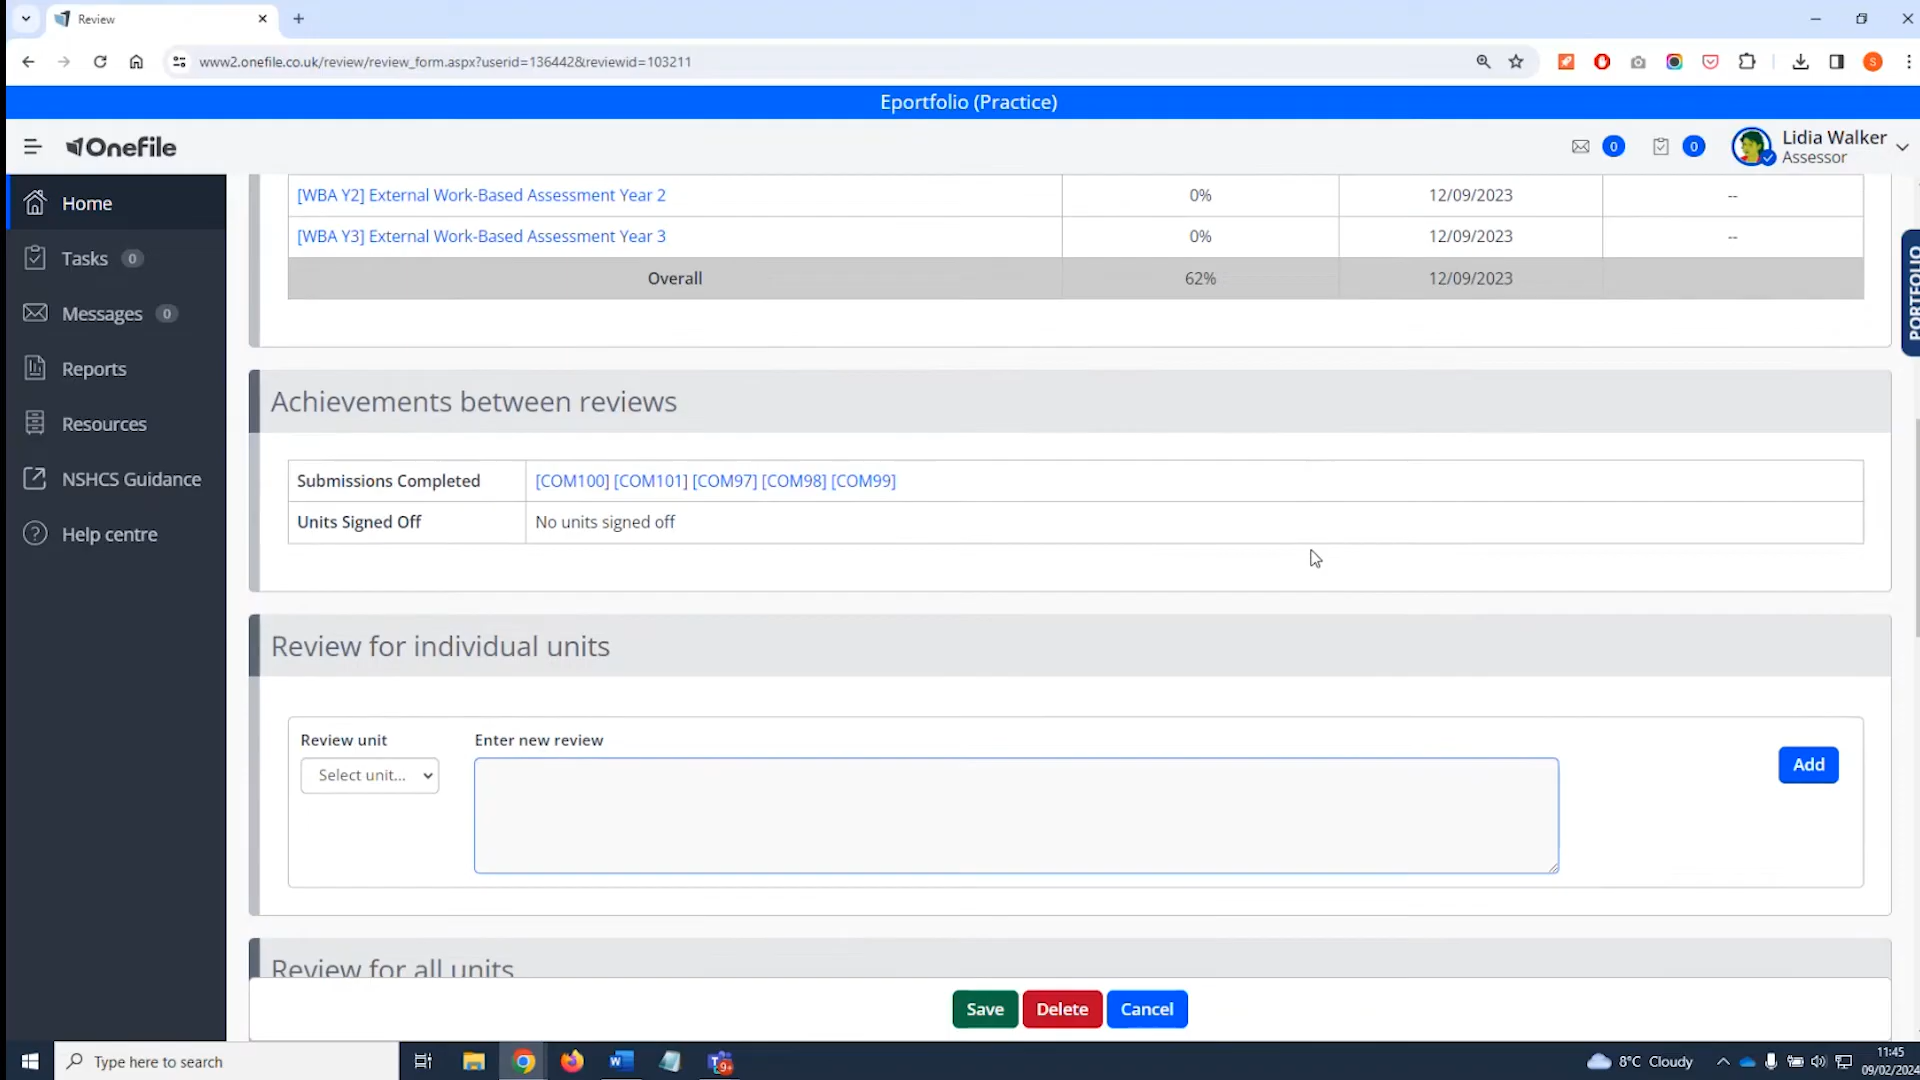 Review
www2.onefile.co.uk/review/review_form.aspx?userid=136442&reviewid=103211
S
Eportfolio (Practice)
Onefile
0
0
Lidia Walker
Assessor
Home
Tasks 0
Messages 0
Reports
Resources
NSHCS Guidance
Help centre
PORTFOLIO
[WBA Y2] External Work-Based Assessment Year 2 0% 12/09/2023 --
[WBA Y3] External Work-Based Assessment Year 3 0% 12/09/2023 --
Overall 62% 12/09/2023
Achievements between reviews
Submissions Completed [COM100] [COM101] [COM97] [COM98] [COM99]
Units Signed Off No units signed off
Review for individual units
Review unit Enter new review
Select unit...
Add
Review for all units
Save Delete Cancel
Type here to search
W
9+
8°C Cloudy
11:45
09/02/2024